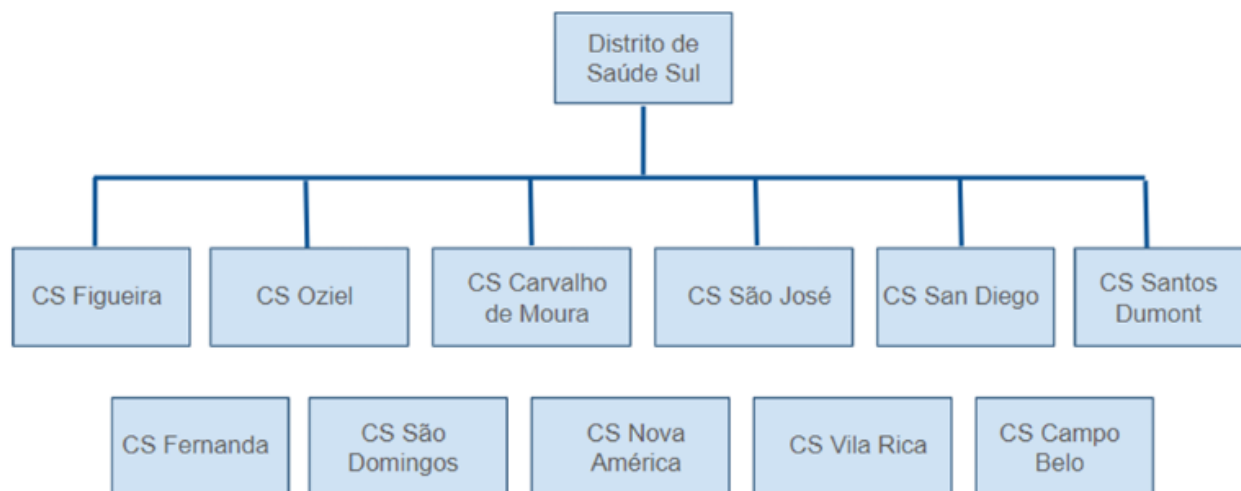 Distrito de
Saúde Sul
CS Figueira
CS Oziel
CS Carvalho
de Moura
CS São José
CS San Diego
CS Santos
Dumont
CS Fernanda
CS São
Domingos
CS Nova
América
CS Vila Rica
CS Campo
Belo